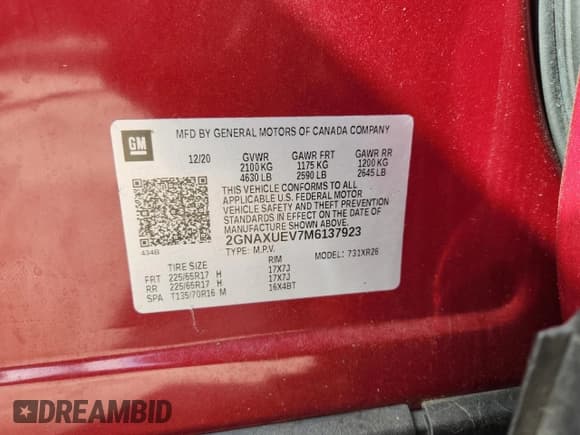 GM
MFD BY GENERAL MOTORS OF CANADA COMPANY
12/20 GVWR GAWR FRT GAWR RR
2100 KG 1175 KG 1200 KG
4630 LB 2590 LB 2645 LB
THIS VEHICLE CONFORMS TO ALL
APPLICABLE U.S. FEDERAL MOTOR
VEHICLE SAFETY AND THEFT PREVENTION
STANDARDS IN EFFECT ON THE DATE OF
MANUFACTURE SHOWN ABOVE.
2GNAXUEV7M6137923
434B TYPE: M.P.V. MODEL: 731XR26
TIRE SIZE RIM
FRT 225/65R17 H 17X7J
RR 225/65R17 H 17X7J
SPA T135/70R16 M 16X4BT
DREAMBID